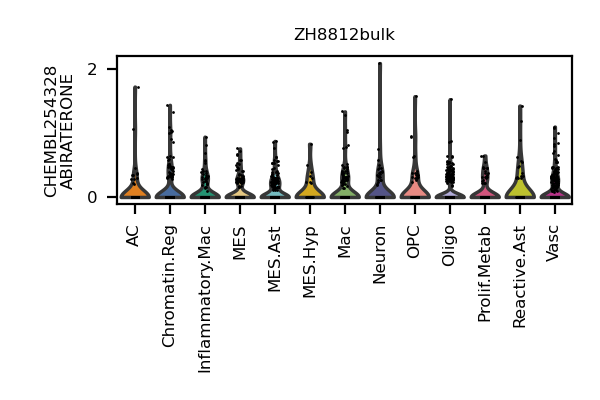 ZH8812bulk
CHEMBL254328
ABIRATERONE
2
0
AC
Chromatin.Reg
Inflammatory.Mac
MES
MES.Ast
MES.Hyp
Mac
Neuron
OPC
Oligo
Prolif.Metab
Reactive.Ast
Vasc